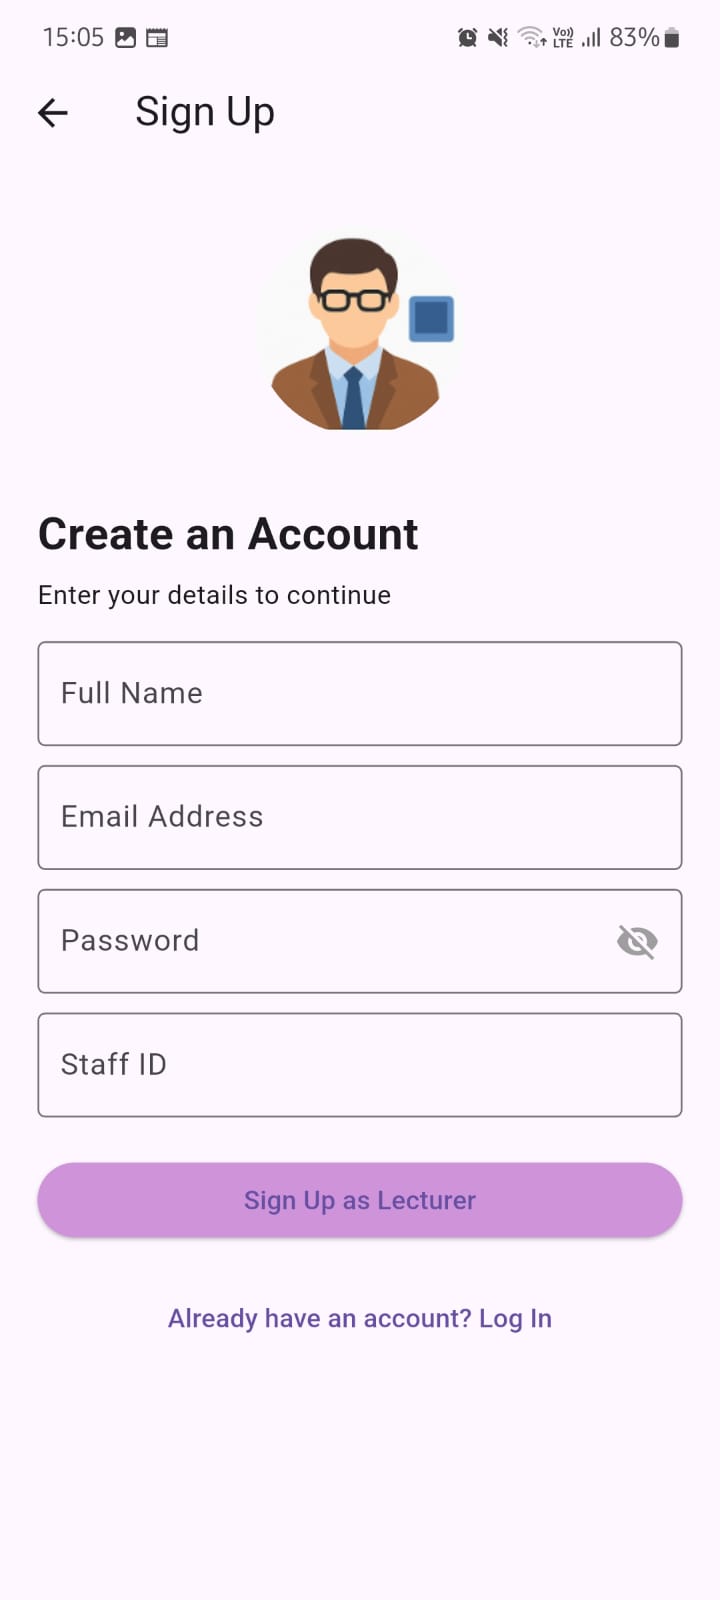 15:05
Vo))
LTE
83%
Sign Up
Create an Account
Enter your details to continue
Full Name
Email Address
Password
Staff ID
Sign Up as Lecturer
Already have an account? Log In